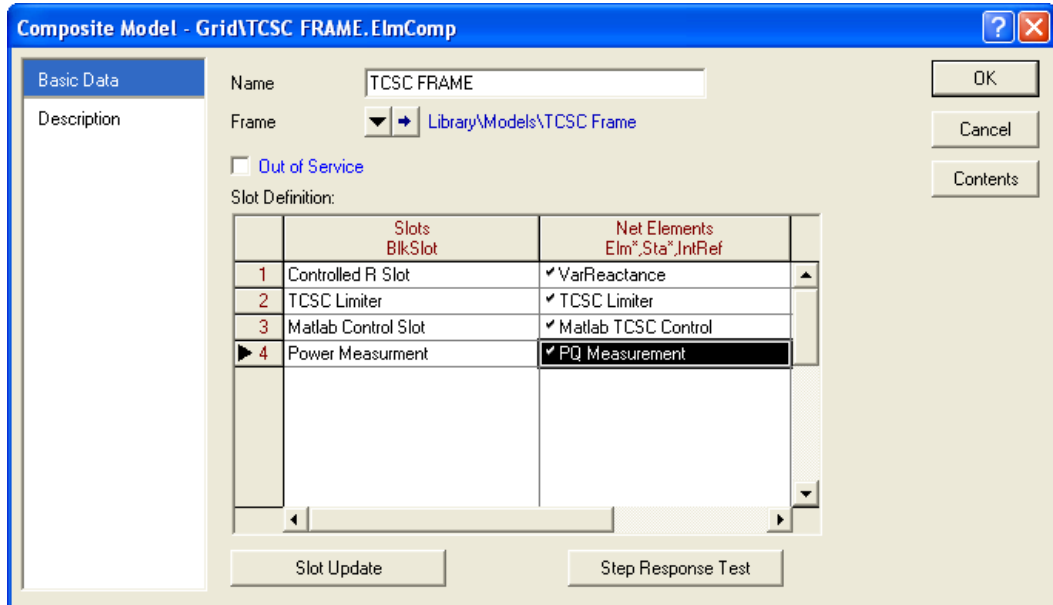 Composite Model - Grid\TCSC FRAME.ElmComp
Basic Data
Description
Name TCSC FRAME
Frame Library\Models\TCSC Frame
Out of Service
Slot Definition:
Slots Net Elements
BlkSlot Elm*,Sta*,IntRef
1 Controlled R Slot VarReactance
2 TCSC Limiter TCSC Limiter
3 Matlab Control Slot Matlab TCSC Control
4 Power Measurment PQ Measurement
Slot Update Step Response Test
OK
Cancel
Contents